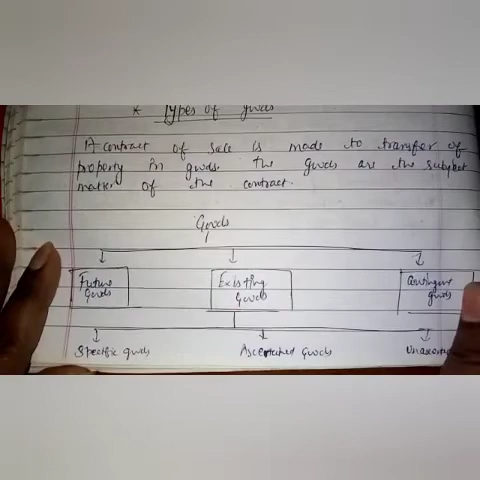 * Types of goods
A contract of sale is made to transfer of
property in goods. The goods are the subject
matter of the contract.
Goods
Future Existing Contingent
Goods Goods goods
Specific goods Ascertained Goods Unascerta